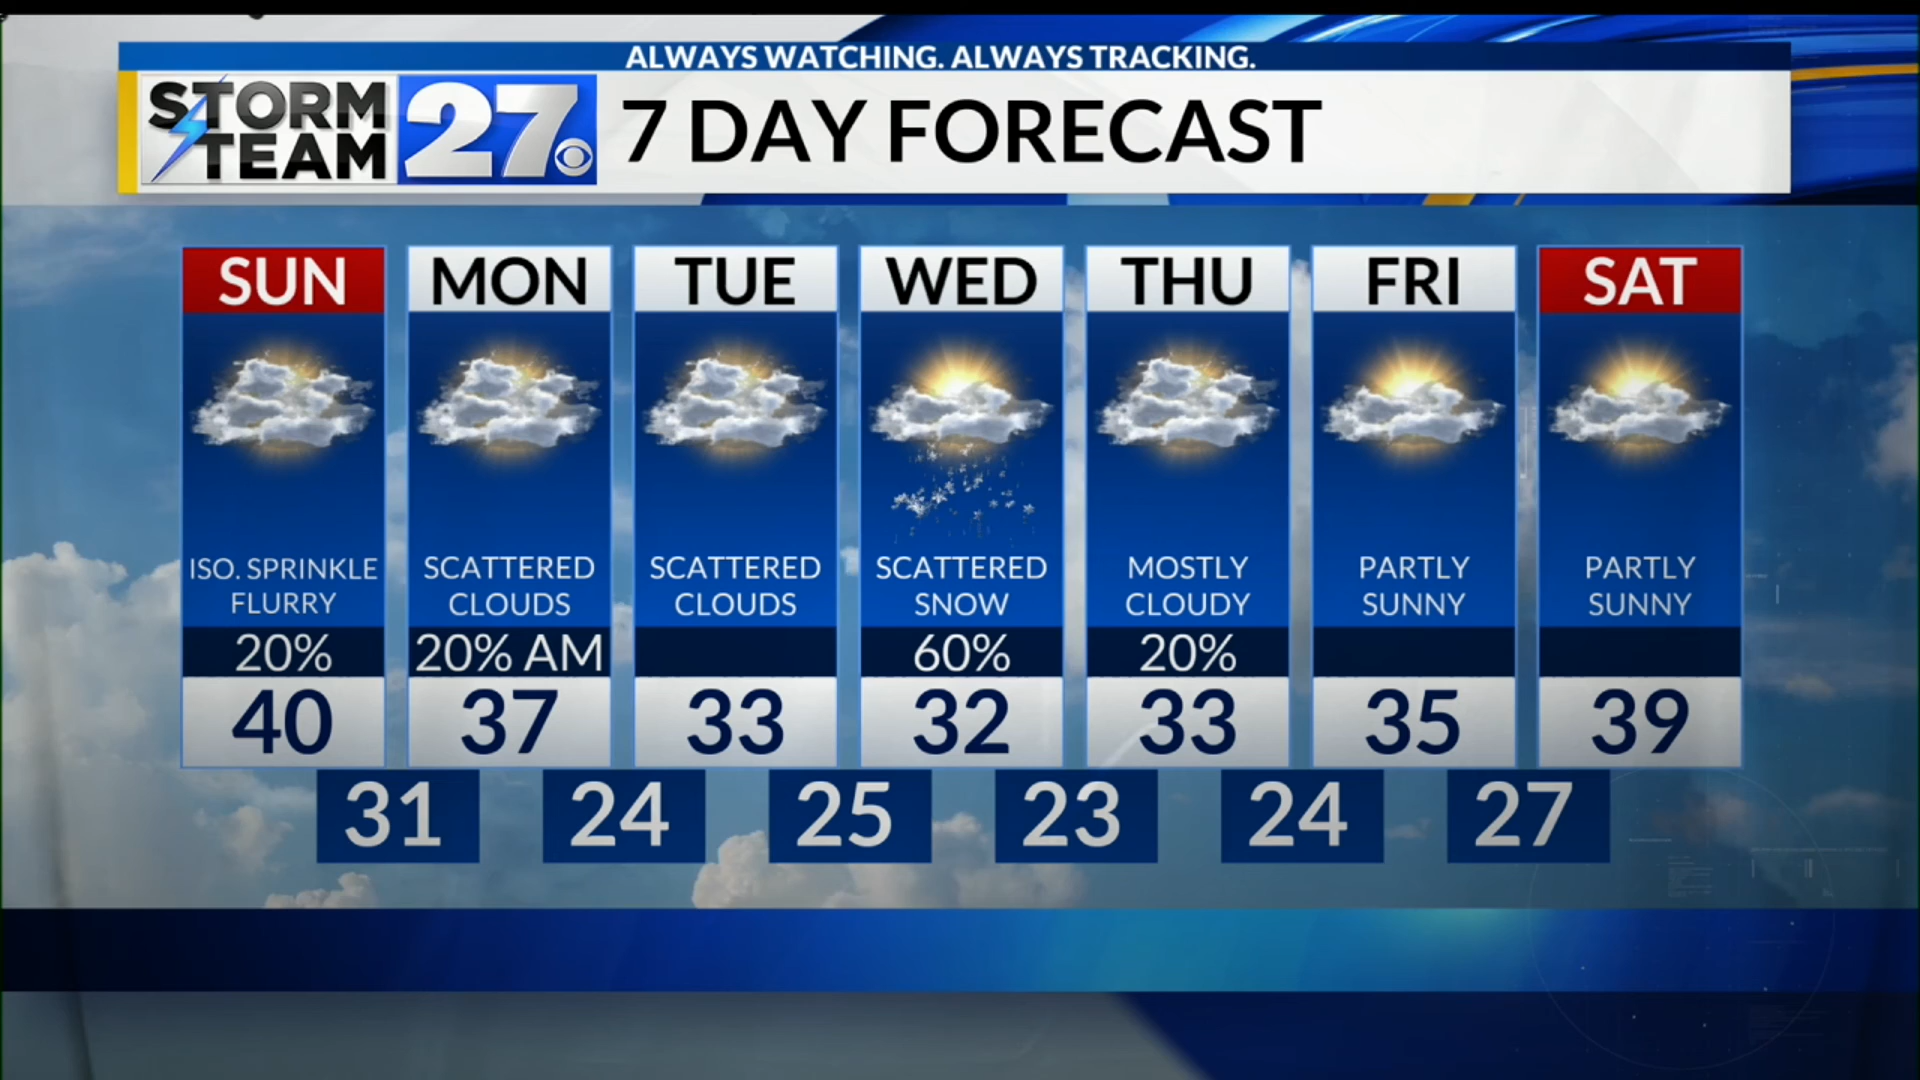 ALWAYS WATCHING. ALWAYS TRACKING.
STORM
TEAM
27
7 DAY FORECAST
SUN
ISO. SPRINKLE
FLURRY
20%
40
MON
SCATTERED
CLOUDS
20% AM
37
TUE
SCATTERED
CLOUDS
33
WED
SCATTERED
SNOW
60%
32
THU
MOSTLY
CLOUDY
20%
33
FRI
PARTLY
SUNNY
35
SAT
PARTLY
SUNNY
39
31
24
25
23
24
27